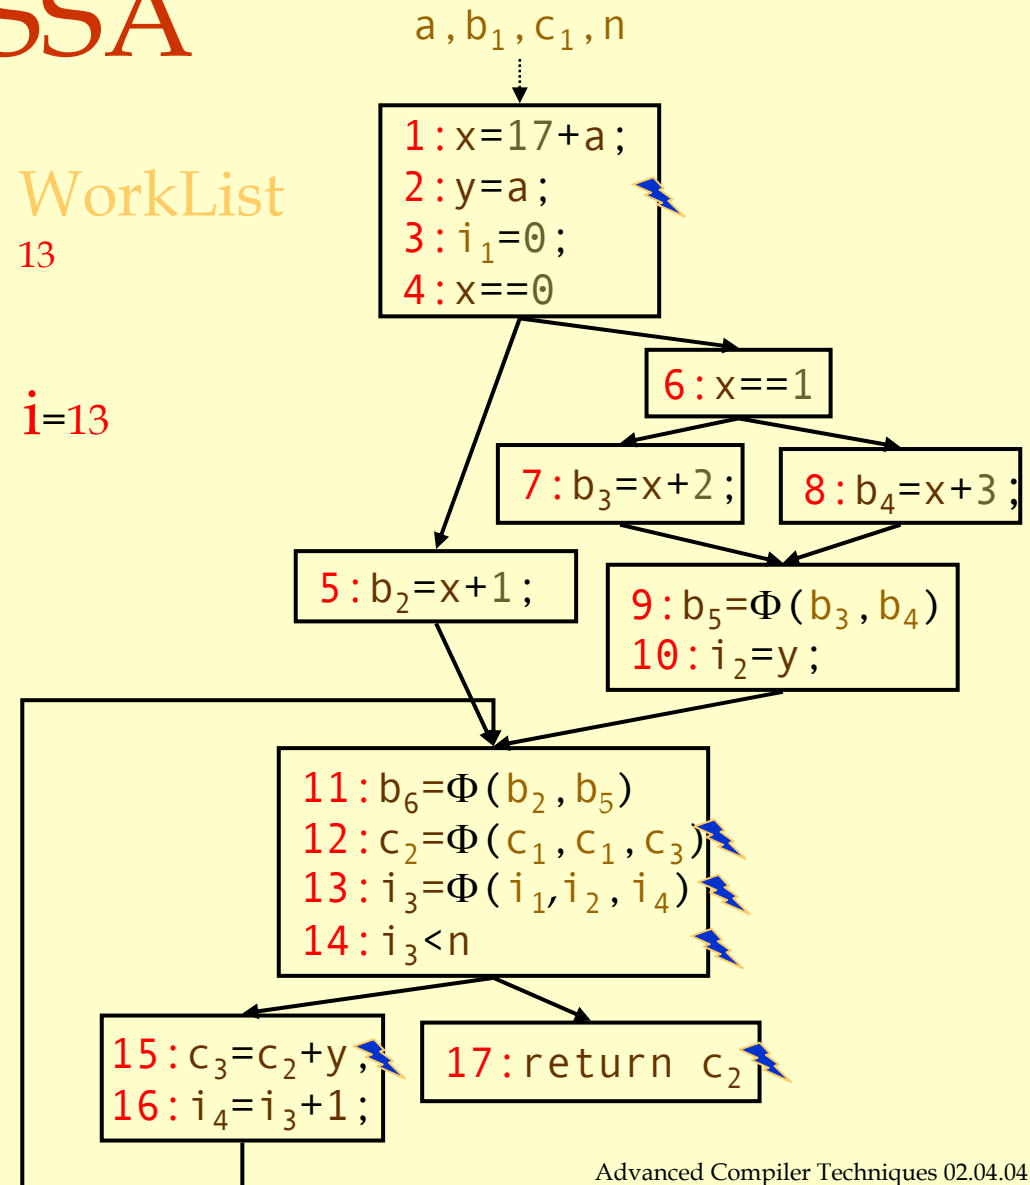 SSA
a,b₁,c₁,n
1:x=17+a;
2:y=a;
3:i₁=0;
4:x==0
WorkList
13
i=13
6:x==1
7:b₃=x+2;
8:b₄=x+3;
5:b₂=x+1;
9:b₅=Φ(b₃,b₄)
10:i₂=y;
11:b₆=Φ(b₂,b₅)
12:c₂=Φ(c₁,c₁,c₃)
13:i₃=Φ(i₁,i₂,i₄)
14:i₃<n
15:c₃=c₂+y;
16:i₄=i₃+1;
17:return c₂
Advanced Compiler Techniques 02.04.04